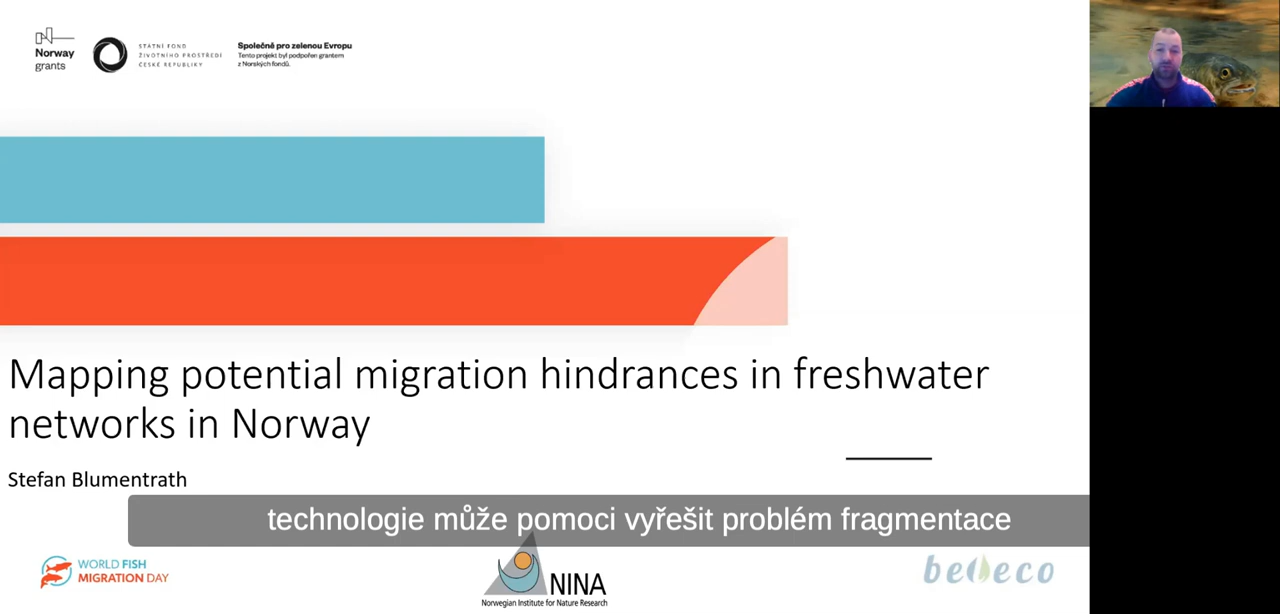 Norway
grants
STÁTNÍ FOND
ŽIVOTNÍHO PROSTŘEDÍ
ČESKÉ REPUBLIKY
Společně pro zelenou Evropu
Tento projekt byl podpořen grantem
z Norských fondů.
Mapping potential migration hindrances in freshwater
networks in Norway
Stefan Blumentrath
technologie může pomoci vyřešit problém fragmentace
WORLD FISH
MIGRATION DAY
NINA
Norwegian Institute for Nature Research
beleco